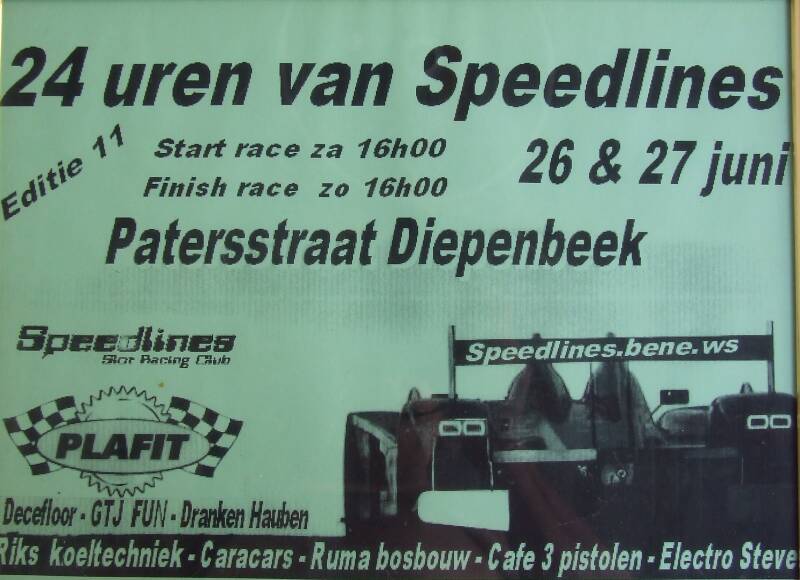 24 uren van Speedlines
Editie 11
Start race za 16h00
Finish race zo 16h00
26 & 27 juni
Patersstraat Diepenbeek
Speedlines
Slot Racing Club
Speedlines.bene.ws
PLAFIT
Decefloor - GTJ FUN - Dranken Hauben
Riks koeltechniek - Caracars - Ruma bosbouw - Cafe 3 pistolen - Electro Steve